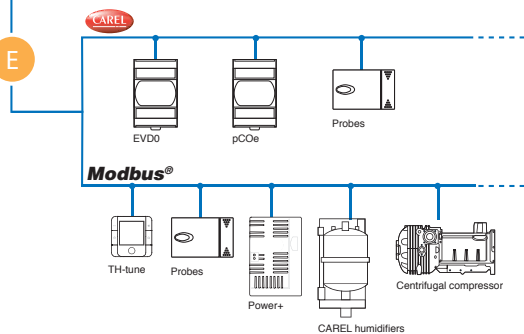 CAREL
E
EVD0
pCOe
Probes
Modbus®
TH-tune
Probes
Power+
CAREL humidifiers
Centrifugal compressor